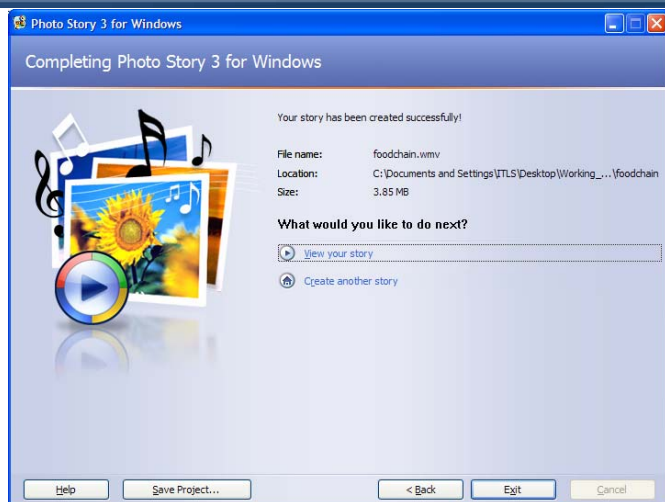 Photo Story 3 for Windows
Completing Photo Story 3 for Windows
Your story has been created successfully!
File name: foodchain.wmv
Location: C:\Documents and Settings\ITLS\Desktop\Working_...\foodchain
Size: 3.85 MB
What would you like to do next?
View your story
Create another story
Help Save Project... < Back Exit Cancel